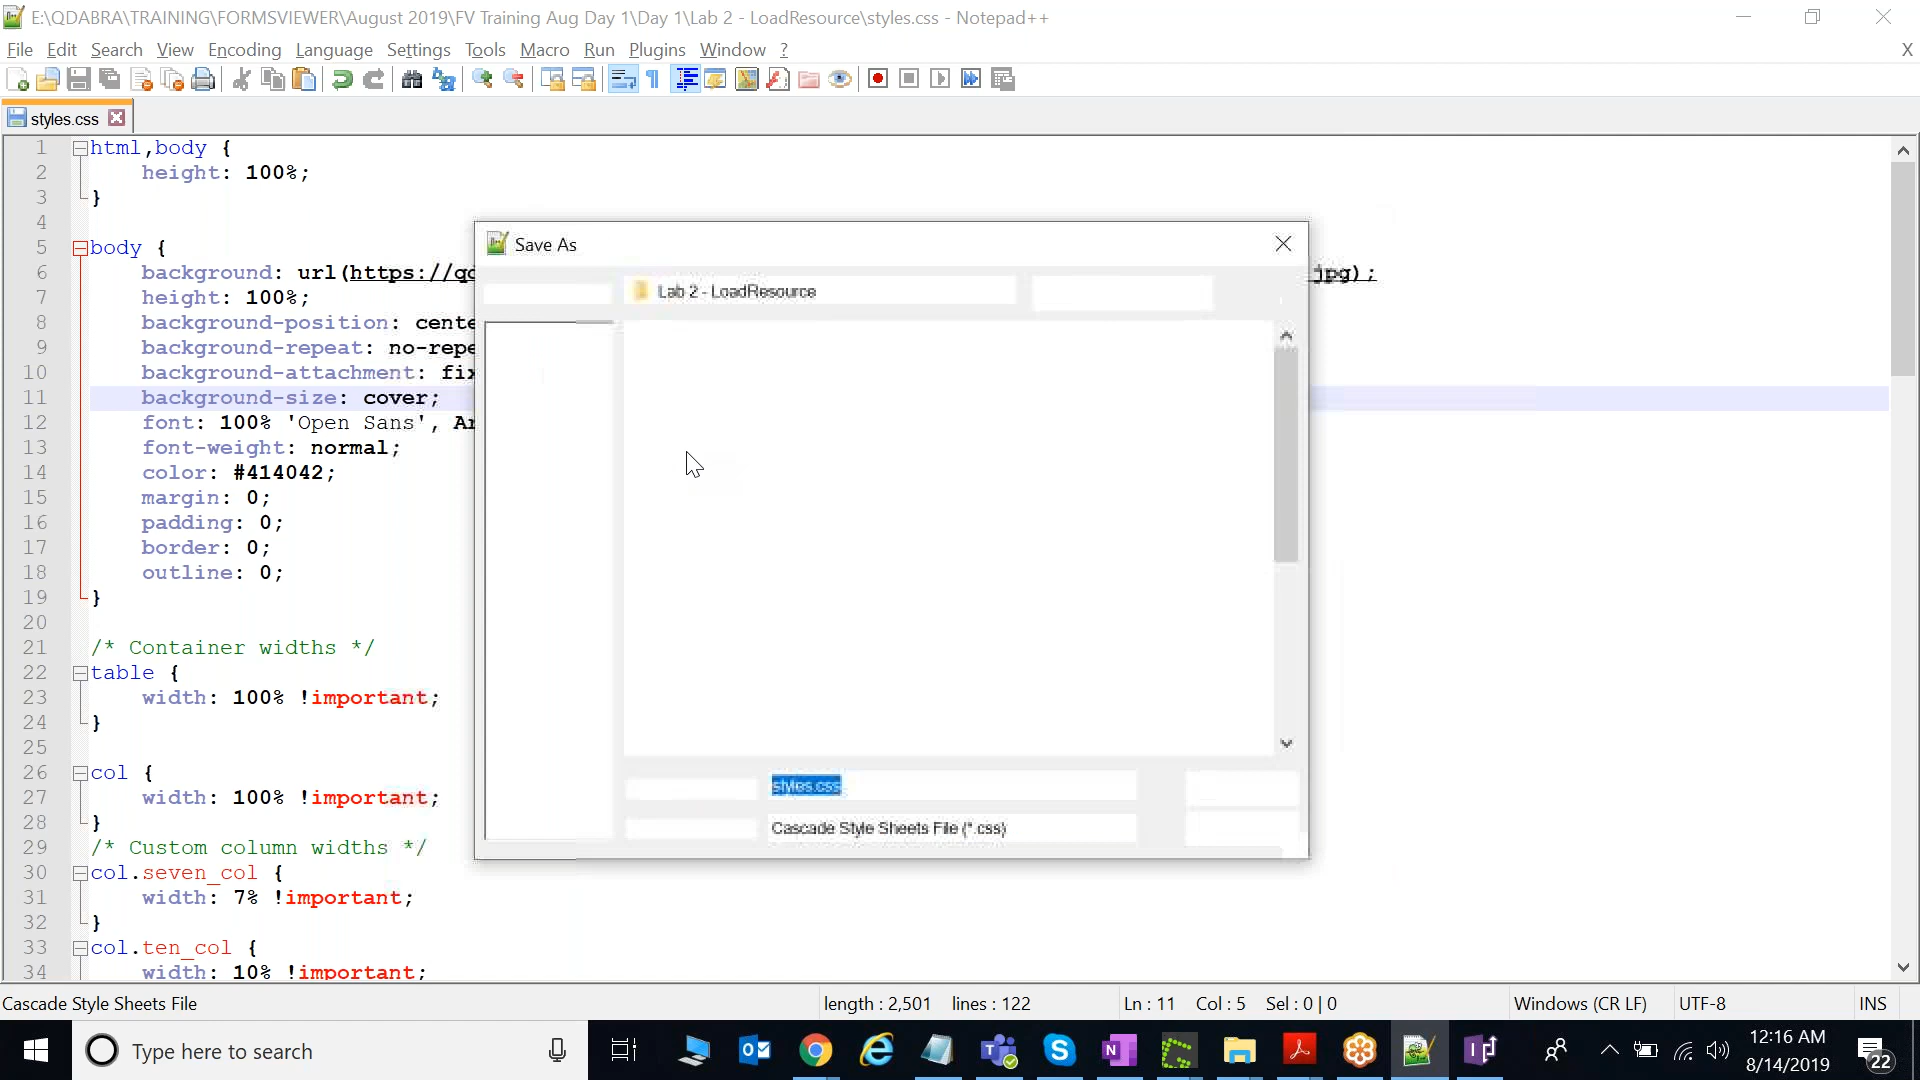 E:\QDABRA\TRAINING\FORMSVIEWER\August 2019\FV Training Aug Day 1\Day 1\Lab 2 - LoadResource\styles.css - Notepad++
File Edit Search View Encoding Language Settings Tools Macro Run Plugins Window ? X
styles.css
1 html,body {
2 height: 100%;
3 }
4
5 body {
6 background: url(https://qd jpg);
7 height: 100%;
8 background-position: cente
9 background-repeat: no-repe
10 background-attachment: fix
11 background-size: cover;
12 font: 100% 'Open Sans', Ar
13 font-weight: normal;
14 color: #414042;
15 margin: 0;
16 padding: 0;
17 border: 0;
18 outline: 0;
19 }
20
21 /* Container widths */
22 table {
23 width: 100% !important;
24 }
25
26 col {
27 width: 100% !important;
28 }
29 /* Custom column widths */
30 col.seven_col {
31 width: 7% !important;
32 }
33 col.ten_col {
34 width: 10% !important;
Save As
Lab 2 - LoadResource
styles.css
Cascade Style Sheets File (*.css)
Cascade Style Sheets File length : 2,501 lines : 122 Ln : 11 Col : 5 Sel : 0 | 0 Windows (CR LF) UTF-8 INS
Type here to search
12:16 AM
8/14/2019
22